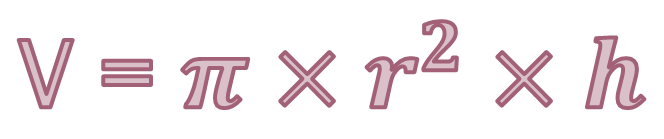 V = π × r² × h